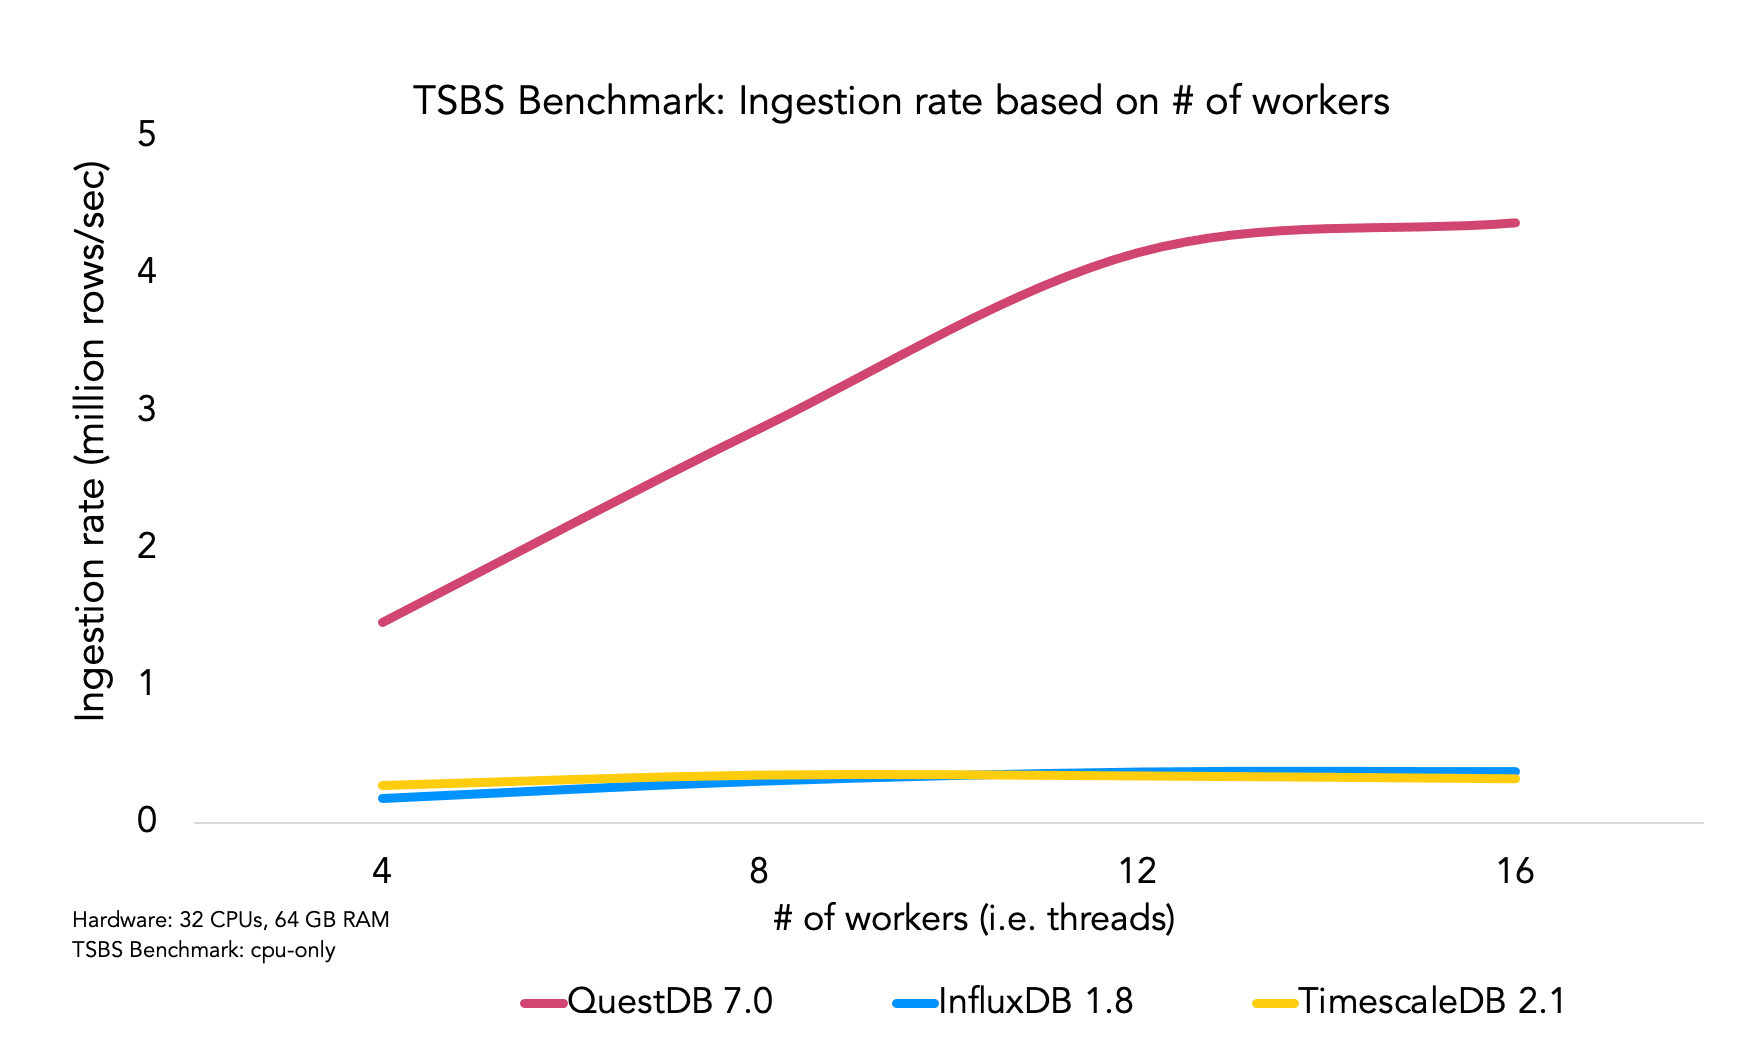 TSBS Benchmark: Ingestion rate based on # of workers
Ingestion rate (million rows/sec)
5
4
3
2
1
0
4 8 12 16
# of workers (i.e. threads)
Hardware: 32 CPUs, 64 GB RAM
TSBS Benchmark: cpu-only
QuestDB 7.0 InfluxDB 1.8 TimescaleDB 2.1